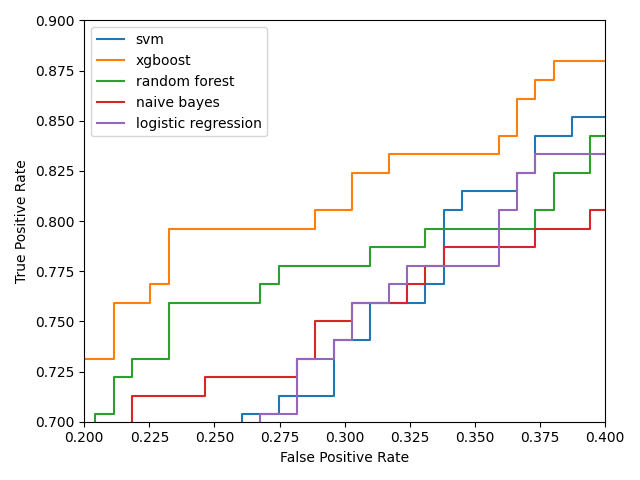 0.900
0.875
0.850
0.825
0.800
0.775
0.750
0.725
0.700
True Positive Rate
svm
xgboost
random forest
naive bayes
logistic regression
0.200 0.225 0.250 0.275 0.300 0.325 0.350 0.375 0.400
False Positive Rate